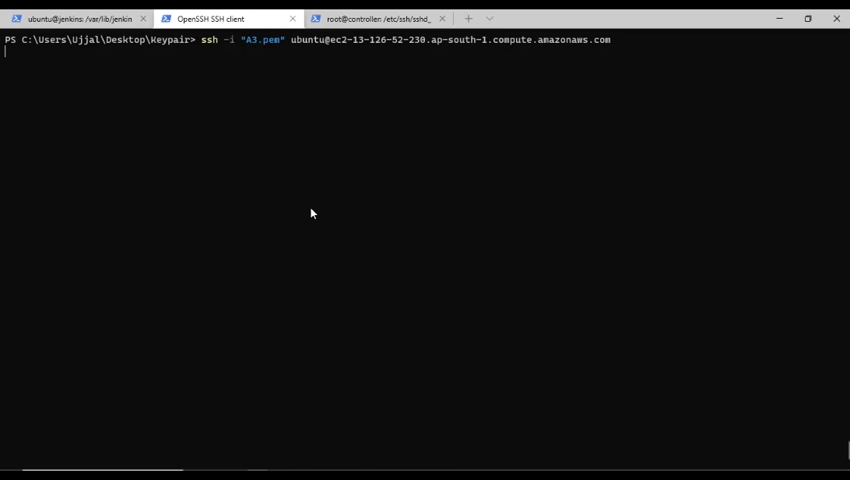 ubuntu@jenkins: /var/lib/jenkin
OpenSSH SSH client
root@controller: /etc/ssh/sshd_
PS C:\Users\Ujjal\Desktop\Keypair> ssh -i "A3.pem" ubuntu@ec2-13-126-52-230.ap-south-1.compute.amazonaws.com